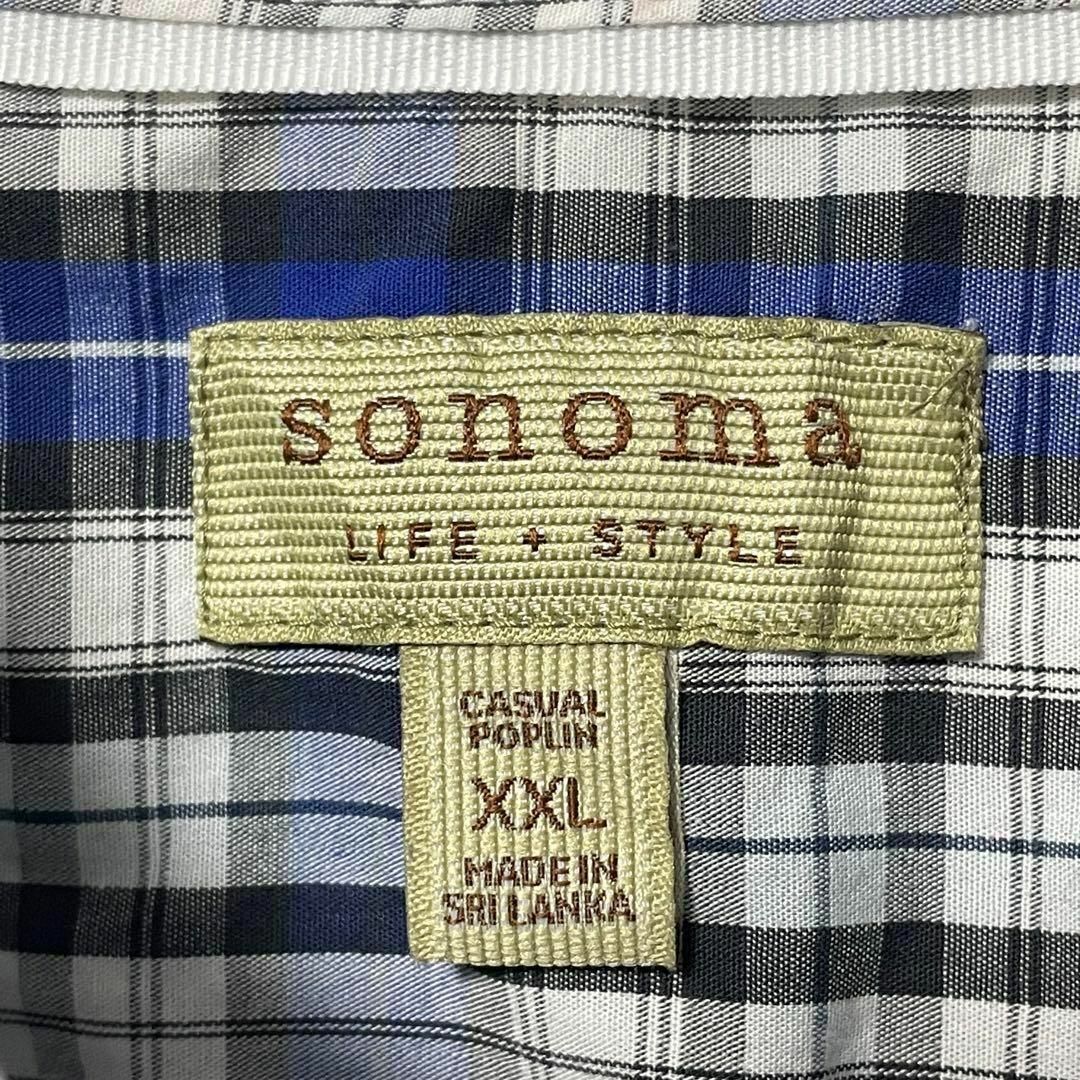 sonoma
LIFE + STYLE
CASUAL
POPLIN
XXL
MADE IN
SRI LANKA